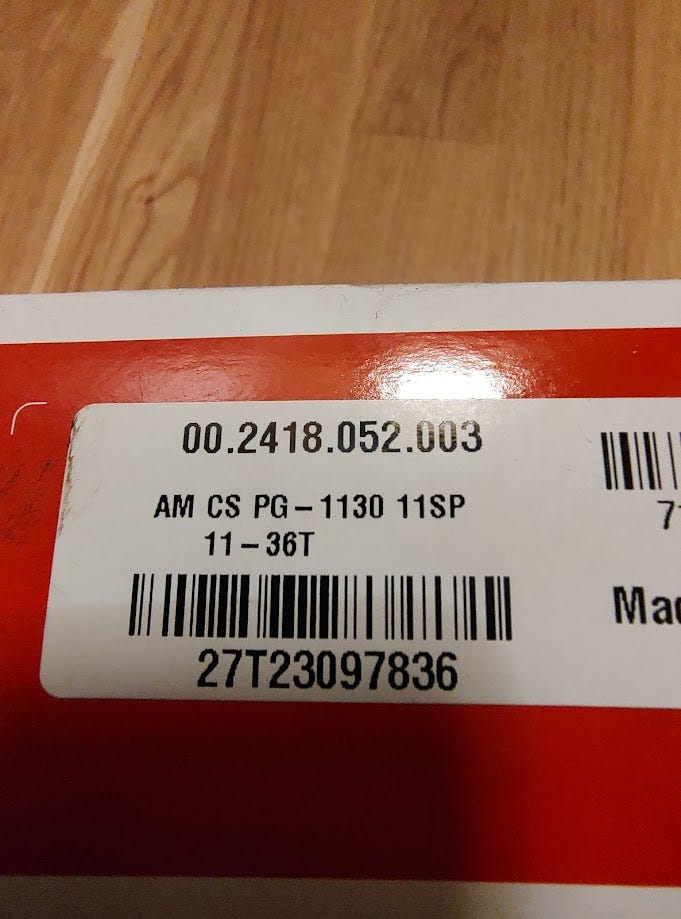 00.2418.052.003
AM CS PG-1130 11SP
11-36T
27T23097836